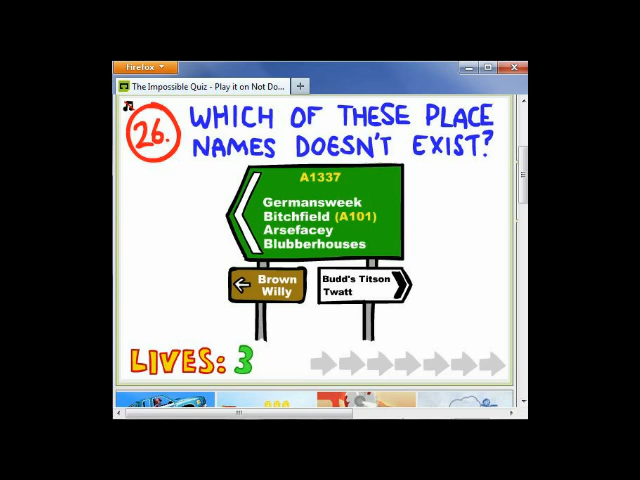 Firefox
The Impossible Quiz - Play it on Not Do...
26.
WHICH OF THESE PLACE
NAMES DOESN'T EXIST?
A1337
Germansweek
Bitchfield (A101)
Arsefacey
Blubberhouses
Brown
Willy
Budd's Titson
Twatt
LIVES: 3